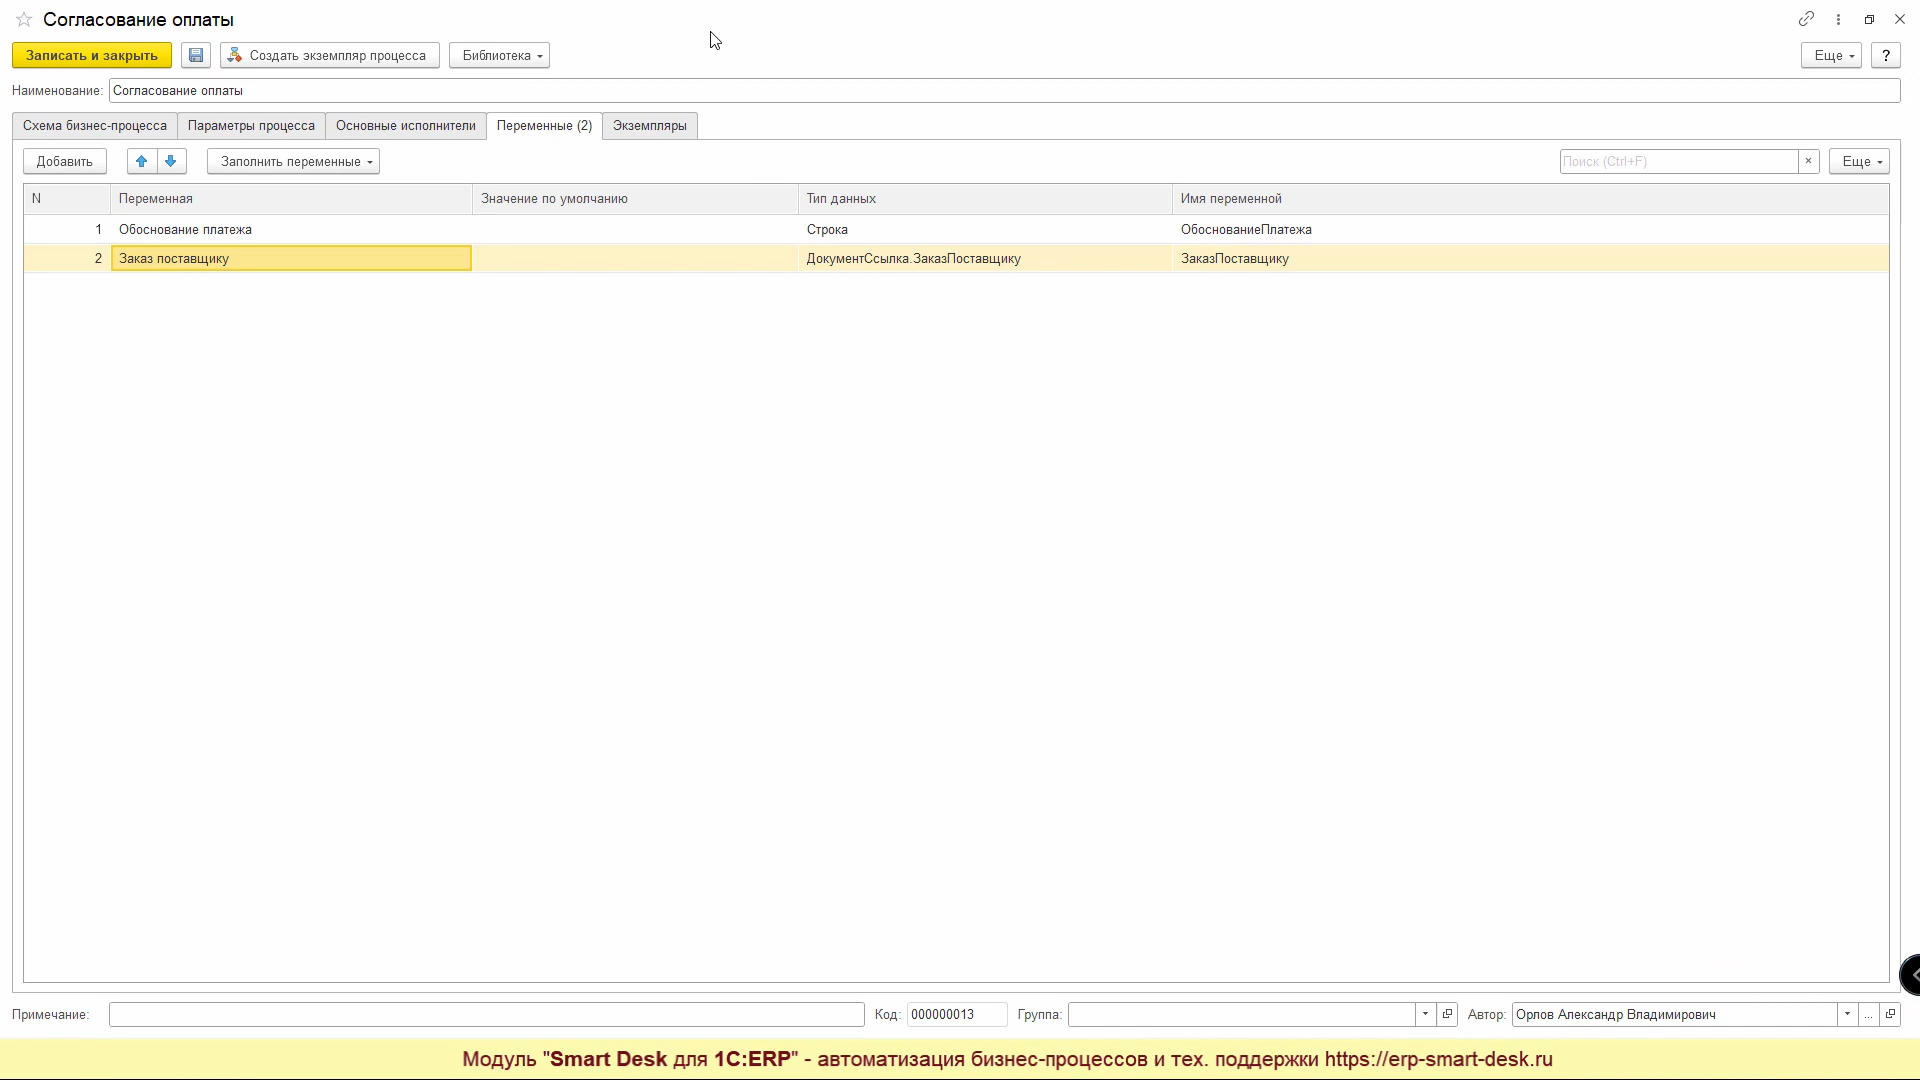 Согласование оплаты
Записать и закрыть Создать экземпляр процесса Библиотека Еще ?
Наименование: Согласование оплаты
Схема бизнес-процесса Параметры процесса Основные исполнители Переменные (2) Экземпляры
Добавить Заполнить переменные Поиск (Ctrl+F) × Еще
N Переменная Значение по умолчанию Тип данных Имя переменной
1 Обоснование платежа Строка ОбоснованиеПлатежа
2 Заказ поставщику ДокументСсылка.ЗаказПоставщику ЗаказПоставщику
Примечание: Код: 000000013 Группа: Автор: Орлов Александр Владимирович ...
Модуль "Smart Desk для 1С:ERP" - автоматизация бизнес-процессов и тех. поддержки https://erp-smart-desk.ru